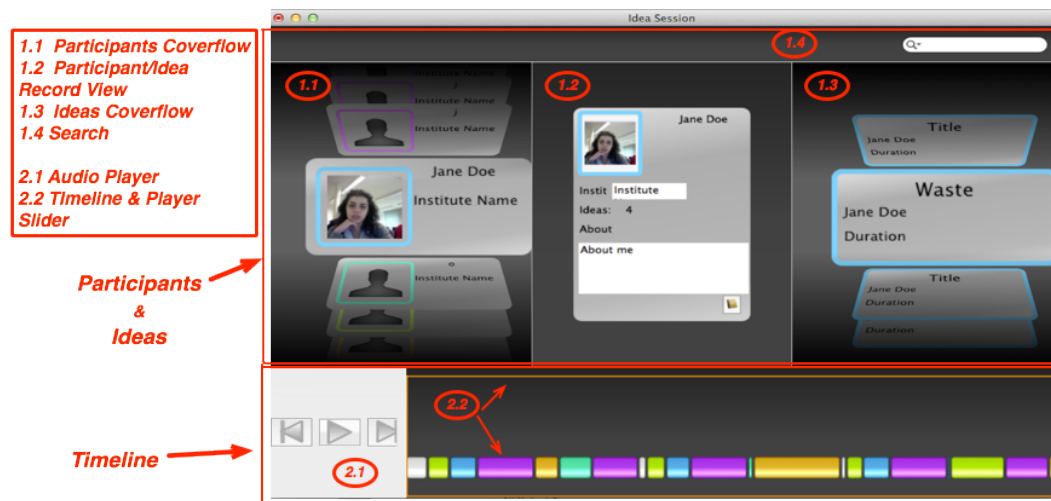 Idea Session
1.1 Participants Coverflow
1.2 Participant/Idea
Record View
1.3 Ideas Coverflow
1.4 Search
2.1 Audio Player
2.2 Timeline & Player
Slider
Participants
&
Ideas
Timeline
1.4
1.1
J
Institute Name
J
Institute Name
Jane Doe
Institute Name
o
Institute Name
1.2
Jane Doe
Instit Institute
Ideas: 4
About
About me
1.3
Title
Jane Doe
Duration
Waste
Jane Doe
Duration
Title
Jane Doe
Duration
Duration
2.1
2.2